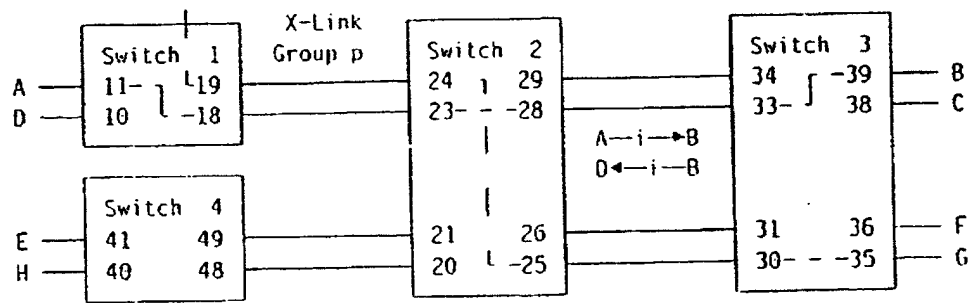 X-Link
Group p
Switch 1
11- 19
10 -18
Switch 2
24 29
23- - -28
21 26
20 -25
Switch 3
34 -39
33- 38
31 36
30- - -35
Switch 4
41 49
40 48
A
D
E
H
A—i→B
D←i—B
B
C
F
G